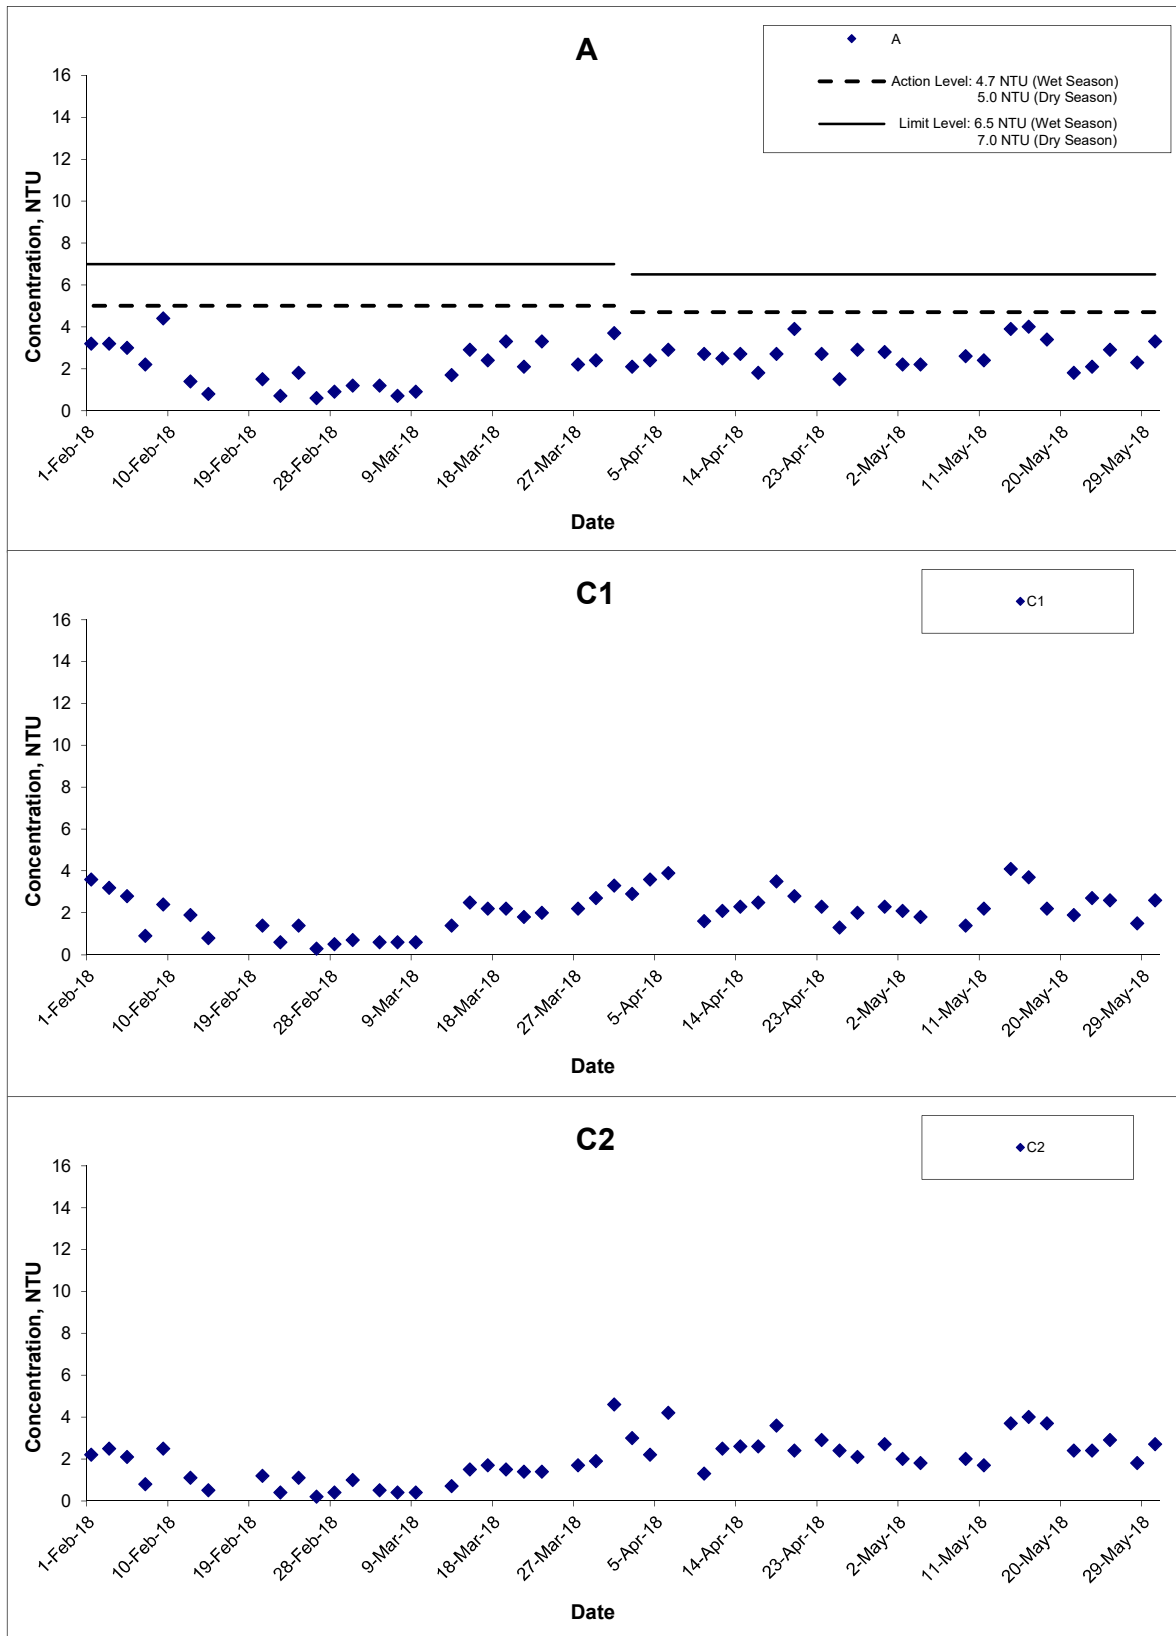 A
A
Action Level: 4.7 NTU (Wet Season)
5.0 NTU (Dry Season)
Limit Level: 6.5 NTU (Wet Season)
7.0 NTU (Dry Season)
Concentration, NTU
16
14
12
10
8
6
4
2
0
1-Feb-18
10-Feb-18
19-Feb-18
28-Feb-18
9-Mar-18
18-Mar-18
27-Mar-18
5-Apr-18
14-Apr-18
23-Apr-18
2-May-18
11-May-18
20-May-18
29-May-18
Date
C1
C1
Concentration, NTU
16
14
12
10
8
6
4
2
0
1-Feb-18
10-Feb-18
19-Feb-18
28-Feb-18
9-Mar-18
18-Mar-18
27-Mar-18
5-Apr-18
14-Apr-18
23-Apr-18
2-May-18
11-May-18
20-May-18
29-May-18
Date
C2
C2
Concentration, NTU
16
14
12
10
8
6
4
2
0
1-Feb-18
10-Feb-18
19-Feb-18
28-Feb-18
9-Mar-18
18-Mar-18
27-Mar-18
5-Apr-18
14-Apr-18
23-Apr-18
2-May-18
11-May-18
20-May-18
29-May-18
Date